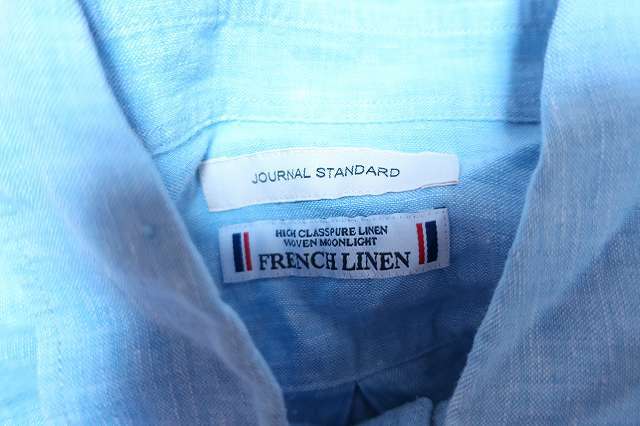 JOURNAL STANDARD
HIGH CLASSPURE LINEN
WOVEN MOONLIGHT
FRENCH LINEN